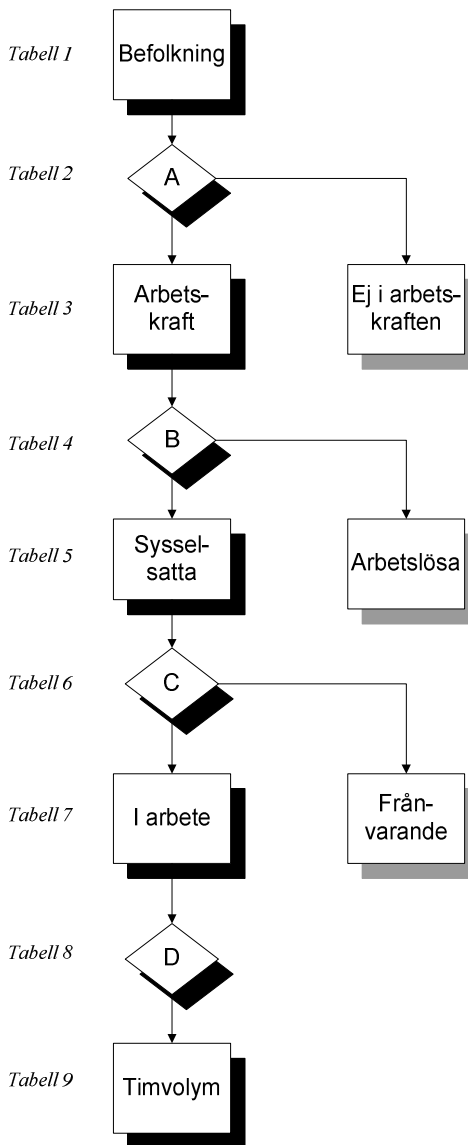 Tabell 1
Befolkning
Tabell 2
A
Tabell 3
Arbets-
kraft
Ej i arbets-
kraften
Tabell 4
B
Tabell 5
Syssel-
satta
Arbetslösa
Tabell 6
C
Tabell 7
I arbete
Från-
varande
Tabell 8
D
Tabell 9
Timvolym